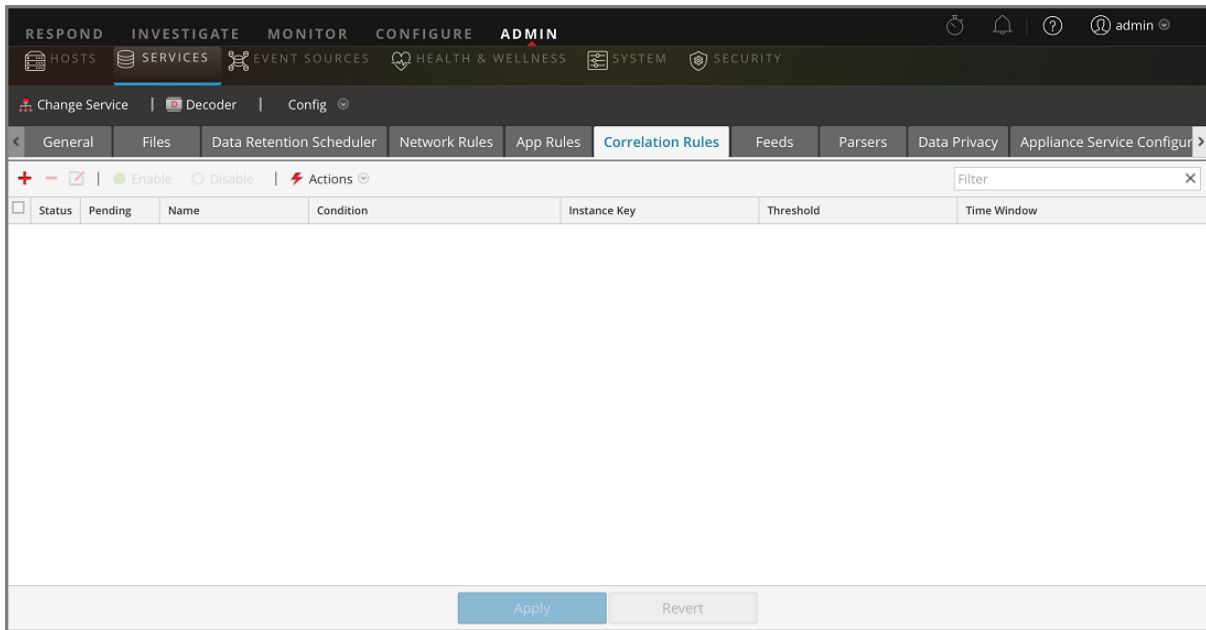 RESPOND INVESTIGATE MONITOR CONFIGURE ADMIN admin
HOSTS SERVICES EVENT SOURCES HEALTH & WELLNESS SYSTEM SECURITY
Change Service | D Decoder | Config
General Files Data Retention Scheduler Network Rules App Rules Correlation Rules Feeds Parsers Data Privacy Appliance Service Configur
Enable Disable | Actions Filter
Status Pending Name Condition Instance Key Threshold Time Window
Apply Revert